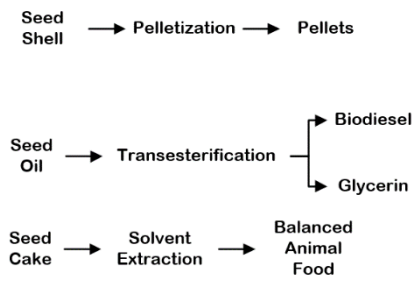 Seed
Shell
Pelletization
Pellets
Seed
Oil
Transesterification
Biodiesel
Glycerin
Seed
Cake
Solvent
Extraction
Balanced
Animal
Food